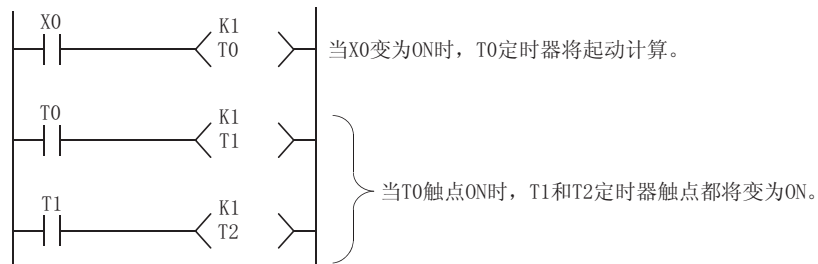 X0
K1
T0
当X0变为ON时，T0定时器将起动计算。
T0
K1
T1
当T0触点ON时，T1和T2定时器触点都将变为ON。
T1
K1
T2